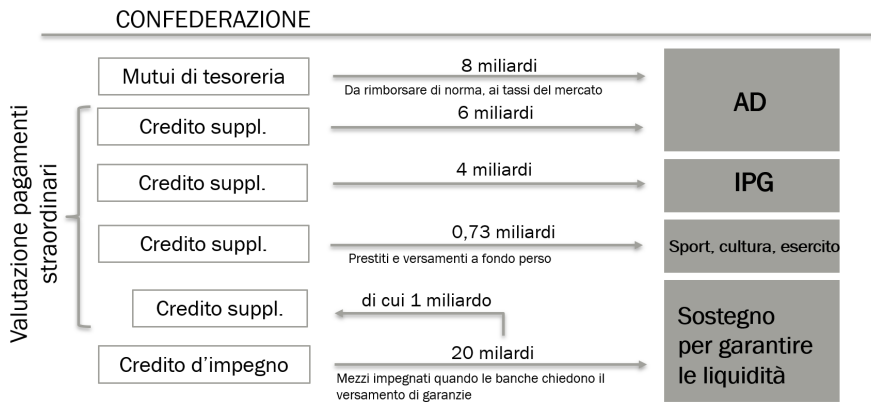 CONFEDERAZIONE
Valutazione pagamenti
straordinari
Mutui di tesoreria
8 miliardi
Da rimborsare di norma, ai tassi del mercato
AD
Credito suppl.
6 miliardi
Credito suppl.
4 miliardi
IPG
Credito suppl.
0,73 miliardi
Prestiti e versamenti a fondo perso
Sport, cultura, esercito
Credito suppl.
di cui 1 miliardo
Credito d'impegno
20 milardi
Mezzi impegnati quando le banche chiedono il
versamento di garanzie
Sostegno
per garantire
le liquidità